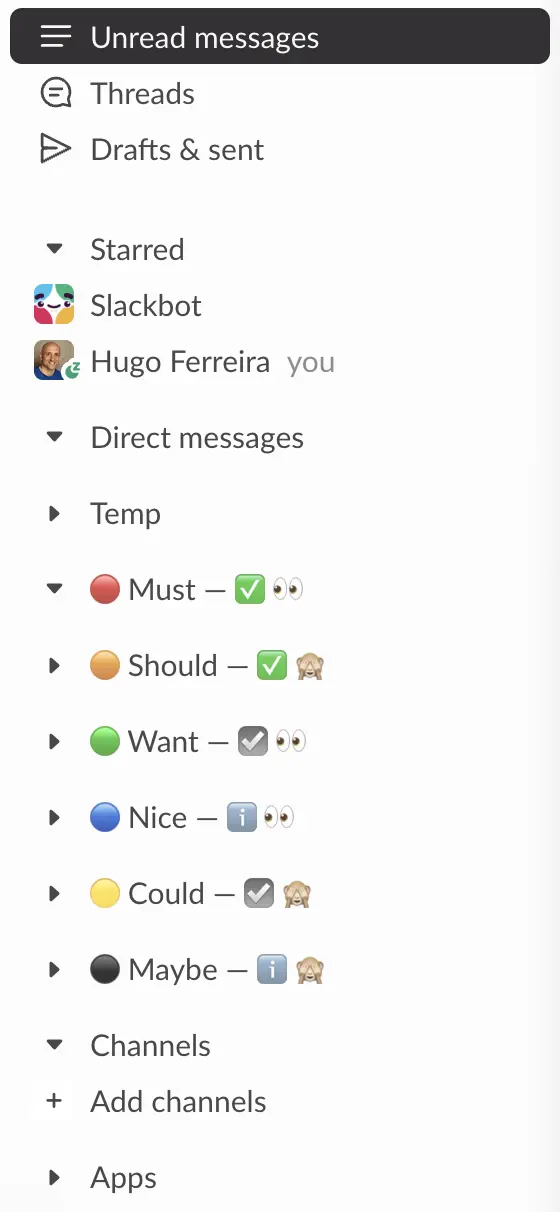 Unread messages
Threads
Drafts & sent
Starred
Slackbot
Hugo Ferreira you
Direct messages
Temp
🔴 Must — ✅ 👀
🟠 Should — ✅ 🙈
🟢 Want — ☑️ 👀
🔵 Nice — ℹ️ 👀
🟡 Could — ☑️ 🙈
⚫ Maybe — ℹ️ 🙈
Channels
+ Add channels
Apps